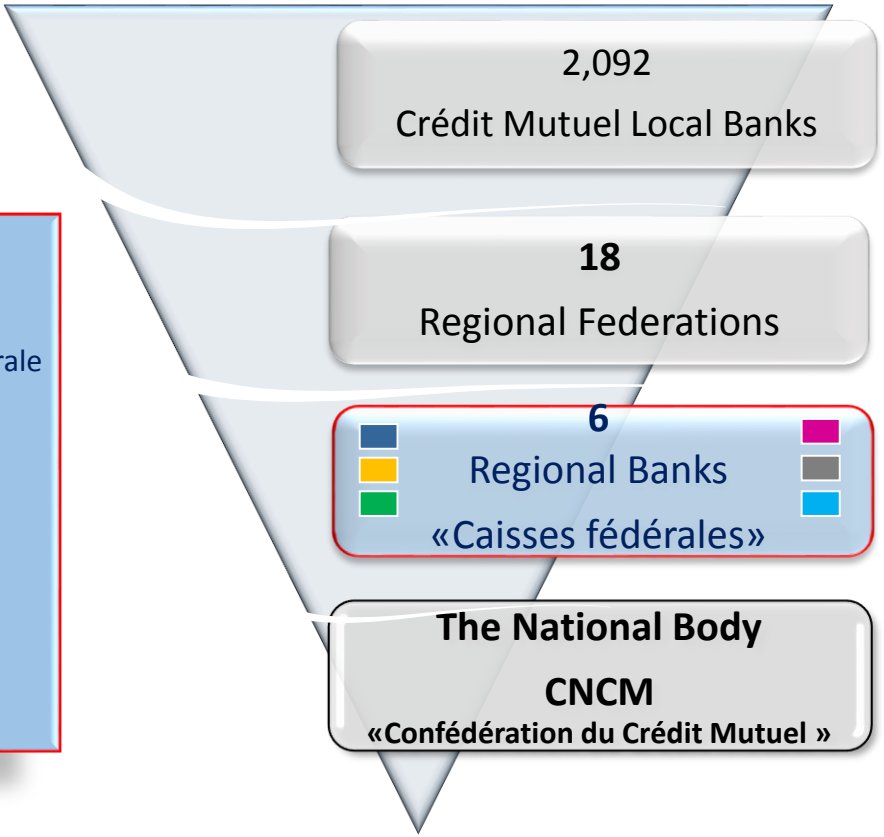 2,092
Crédit Mutuel Local Banks
18
Regional Federations
rale
6
Regional Banks
«Caisses fédérales»
The National Body
CNCM
«Confédération du Crédit Mutuel »